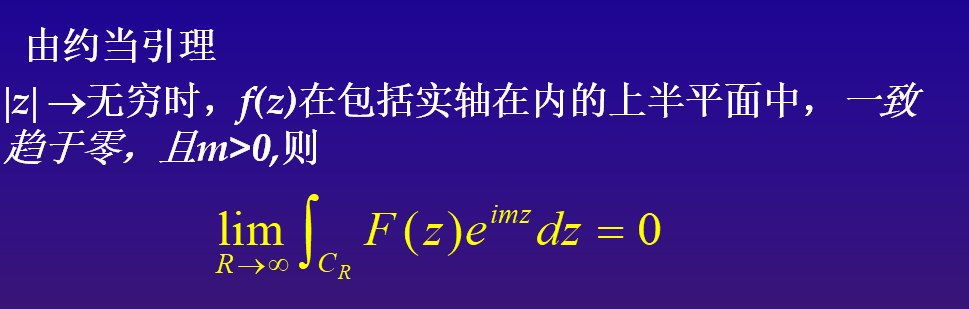 由约当引理
|z| →无穷时，f(z)在包括实轴在内的上半平面中，一致
趋于零，且m>0,则
lim R→∞ ∫_{C_R} F(z)e^{imz} dz = 0